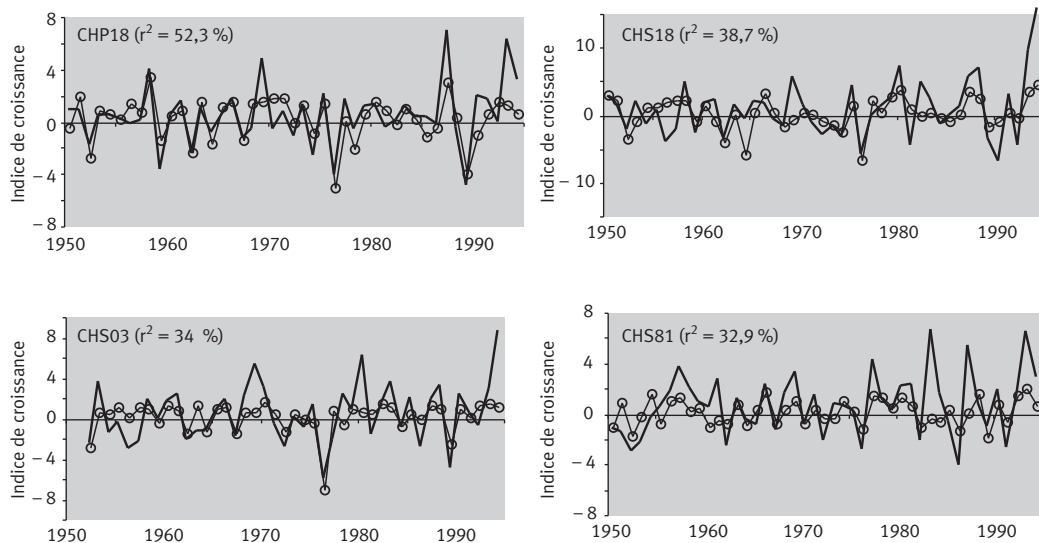 CHP18 (r² = 52,3 %)
Indice de croissance
8
4
0
– 4
– 8
1950 1960 1970 1980 1990
CHS18 (r² = 38,7 %)
Indice de croissance
10
0
– 10
1950 1960 1970 1980 1990
CHS03 (r² = 34 %)
Indice de croissance
8
4
0
– 4
– 8
1950 1960 1970 1980 1990
CHS81 (r² = 32,9 %)
Indice de croissance
8
4
0
– 4
– 8
1950 1960 1970 1980 1990